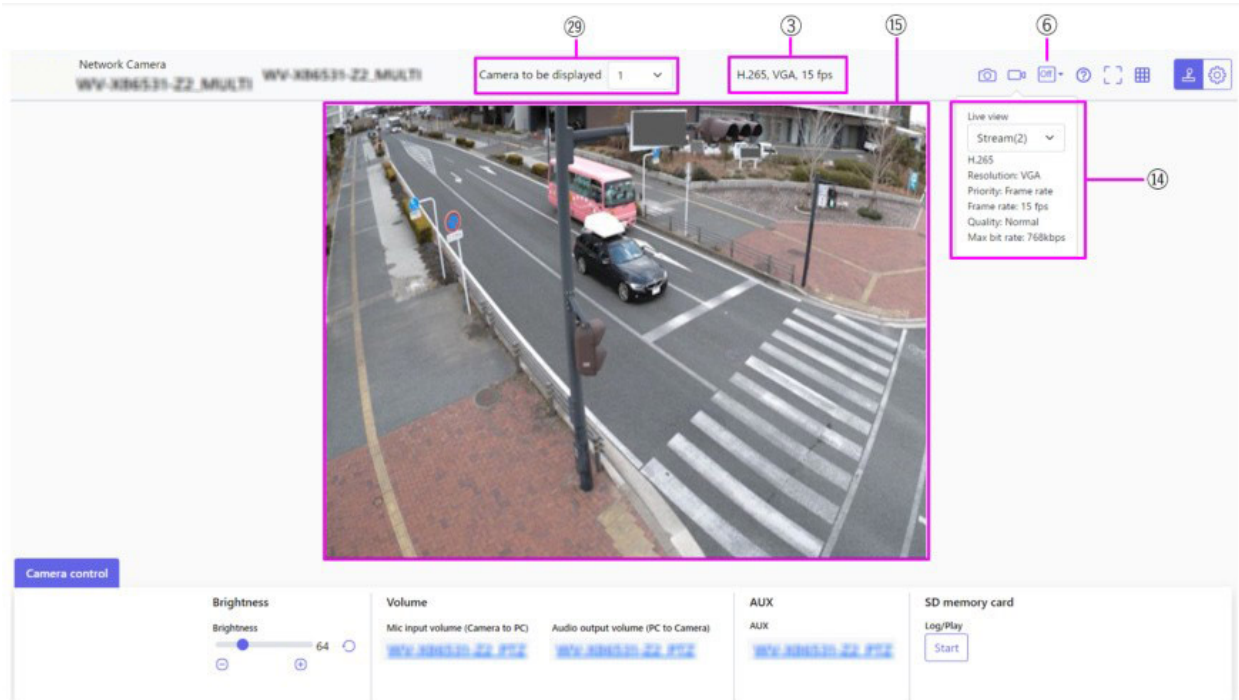 ㉙
③
⑮
⑥
Network Camera
WV-X86531-Z2_MULTI
WV-X86531-Z2_MULTI
Camera to be displayed 1
H.265, VGA, 15 fps
Off
Live view
Stream(2)
H.265
Resolution: VGA
Priority: Frame rate
Frame rate: 15 fps
Quality: Normal
Max bit rate: 768kbps
⑭
Camera control
Brightness
Volume
AUX
SD memory card
Brightness
Mic input volume (Camera to PC)
Audio output volume (PC to Camera)
AUX
Log/Play
64
WV-X86531-Z2_PTZ
WV-X86531-Z2_PTZ
WV-X86531-Z2_PTZ
Start